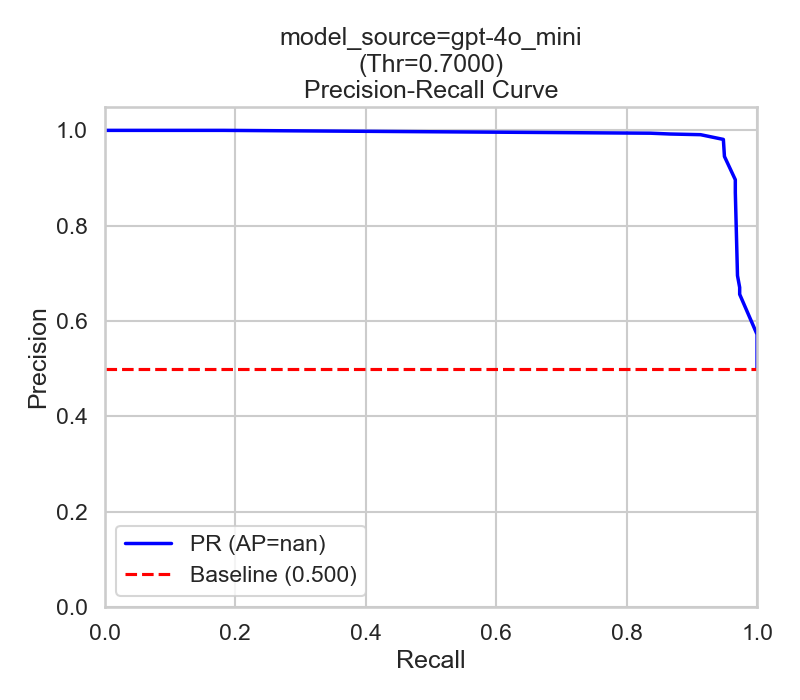 model_source=gpt-4o_mini
(Thr=0.7000)
Precision-Recall Curve
1.0
0.8
0.6
0.4
0.2
0.0
Precision
PR (AP=nan)
Baseline (0.500)
0.0 0.2 0.4 0.6 0.8 1.0
Recall